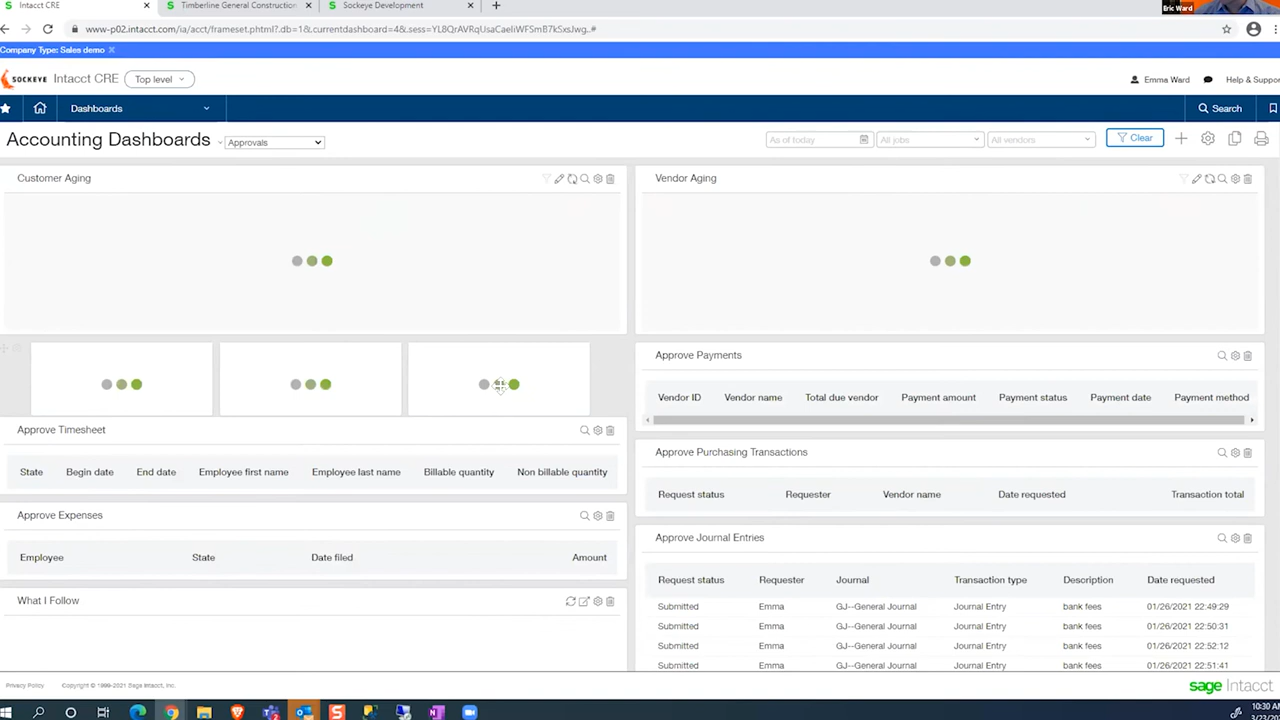 Intacct CRE
Timberline General Construction
Sockeye Development
Eric Ward
www-p02.intacct.com/ia/acct/frameset.phtml?.db=1&currentdashboard=4&.sess=YL8QrAVRqUsaCaeIiWFSmB7kSxsJwg..#
Company Type: Sales demo
SOCKEYE Intacct CRE Top level
Emma Ward Help & Suppor
Dashboards
Search
Accounting Dashboards
Approvals
As of today
All jobs
All vendors
Clear
Customer Aging
Vendor Aging
Approve Payments
Vendor ID Vendor name Total due vendor Payment amount Payment status Payment date Payment method
Approve Timesheet
State Begin date End date Employee first name Employee last name Billable quantity Non billable quantity
Approve Purchasing Transactions
Request status Requester Vendor name Date requested Transaction total
Approve Expenses
Employee State Date filed Amount
Approve Journal Entries
Request status Requester Journal Transaction type Description Date requested
Submitted Emma GJ--General Journal Journal Entry bank fees 01/26/2021 22:49:29
Submitted Emma GJ--General Journal Journal Entry bank fees 01/26/2021 22:50:31
Submitted Emma GJ--General Journal Journal Entry bank fees 01/26/2021 22:52:12
Submitted Emma GJ--General Journal Journal Entry bank fees 01/26/2021 22:51:41
What I Follow
Privacy Policy Copyright © 1999-2021 Sage Intacct, Inc.
sage Intacct
10:30 A
3/23/20